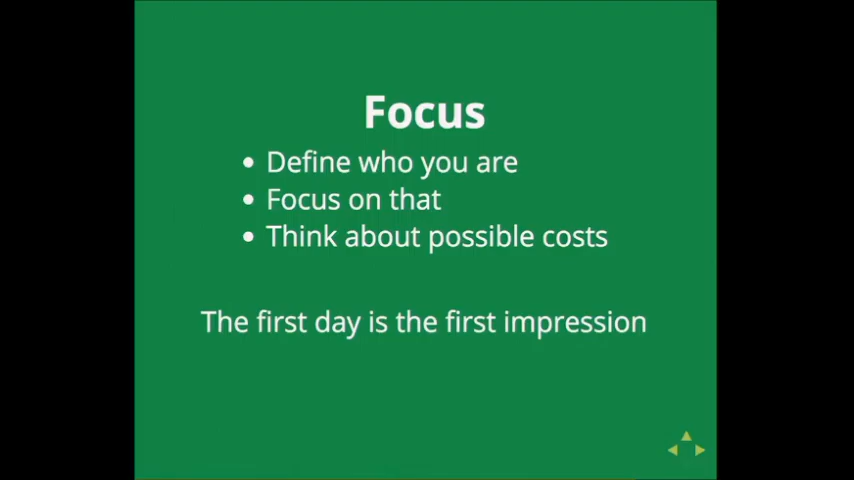 Focus
• Define who you are
• Focus on that
• Think about possible costs
The first day is the first impression